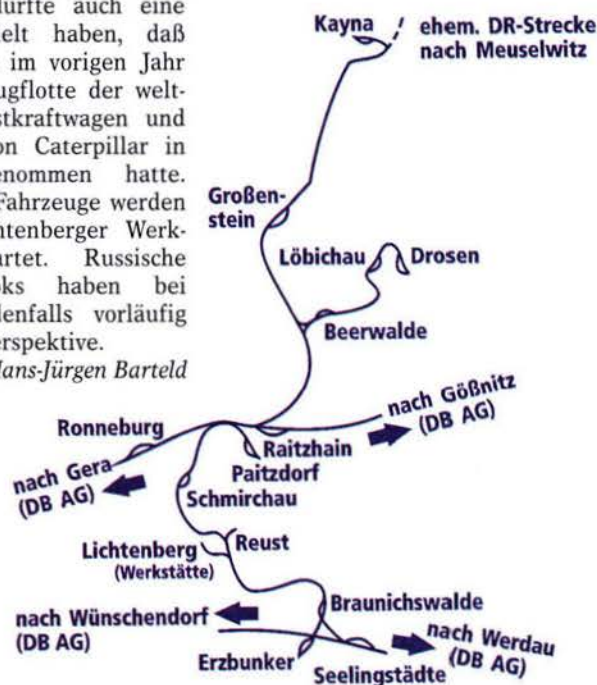 dürfte auch eine
elt haben, daß
im vorigen Jahr
ugflotte der welt-
stkraftwagen und
on Caterpillar in
enommen hatte.
Fahrzeuge werden
ntenberger Werk-
artet. Russische
oks haben bei
lenfalls vorläufig
erspektive.
Hans-Jürgen Barteld
Kayna
ehem. DR-Strecke
nach Meuselwitz
Großen-
stein
Löbichau
Drosen
Beerwalde
nach Gößnitz
(DB AG)
Ronneburg
Raitzhain
Paitzdorf
nach Gera
(DB AG)
Schmirchau
Reust
Lichtenberg
(Werkstätte)
Braunichswalde
nach Wünschendorf
(DB AG)
nach Werdau
(DB AG)
Erzbunker
Seelingstädte